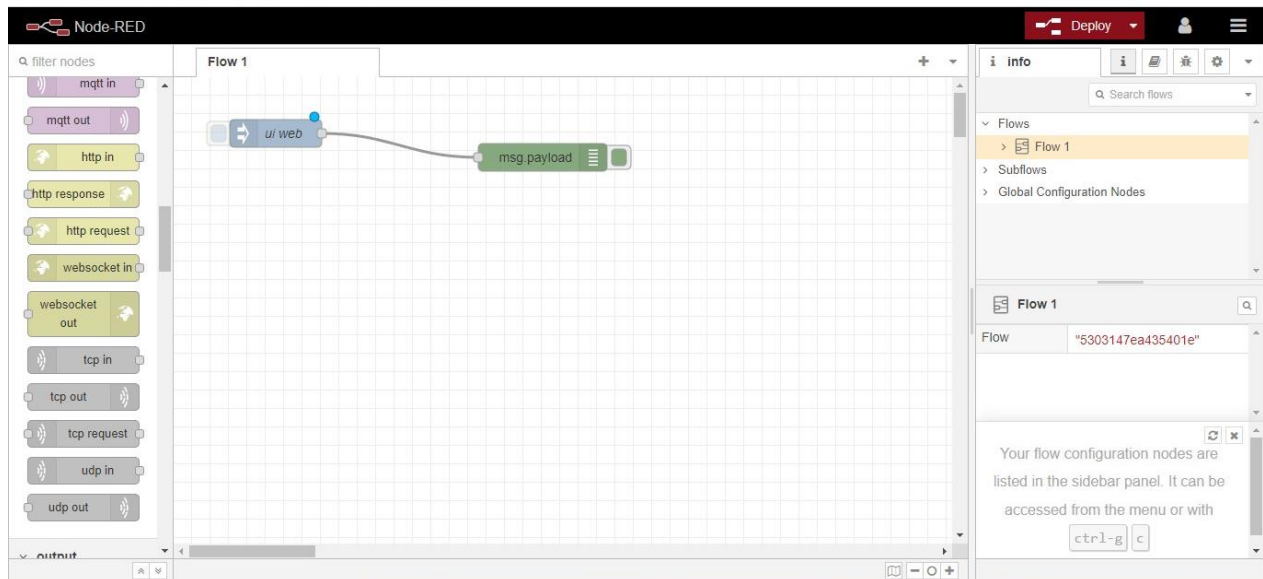 Node-RED
Deploy
filter nodes
Flow 1
info
mqtt in
mqtt out
http in
http response
http request
websocket in
websocket
out
tcp in
tcp out
tcp request
udp in
udp out
output
ui web
msg.payload
Search flows
Flows
Flow 1
Subflows
Global Configuration Nodes
Flow 1
Flow "5303147ea435401e"
Your flow configuration nodes are
listed in the sidebar panel. It can be
accessed from the menu or with
ctrl-g c